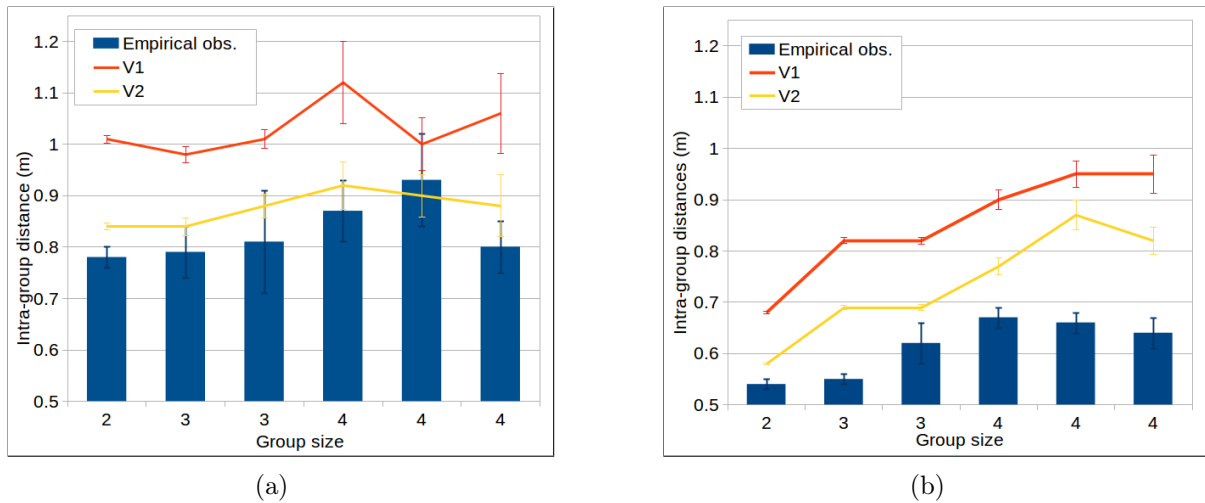 Empirical obs.
V1
V2
1.2
1.1
1
0.9
0.8
0.7
0.6
0.5
Intra-group distance (m)
2 3 3 4 4 4
Group size
(a)
Empirical obs.
V1
V2
1.2
1.1
1
0.9
0.8
0.7
0.6
0.5
Intra-group distances (m)
2 3 3 4 4 4
Group size
(b)